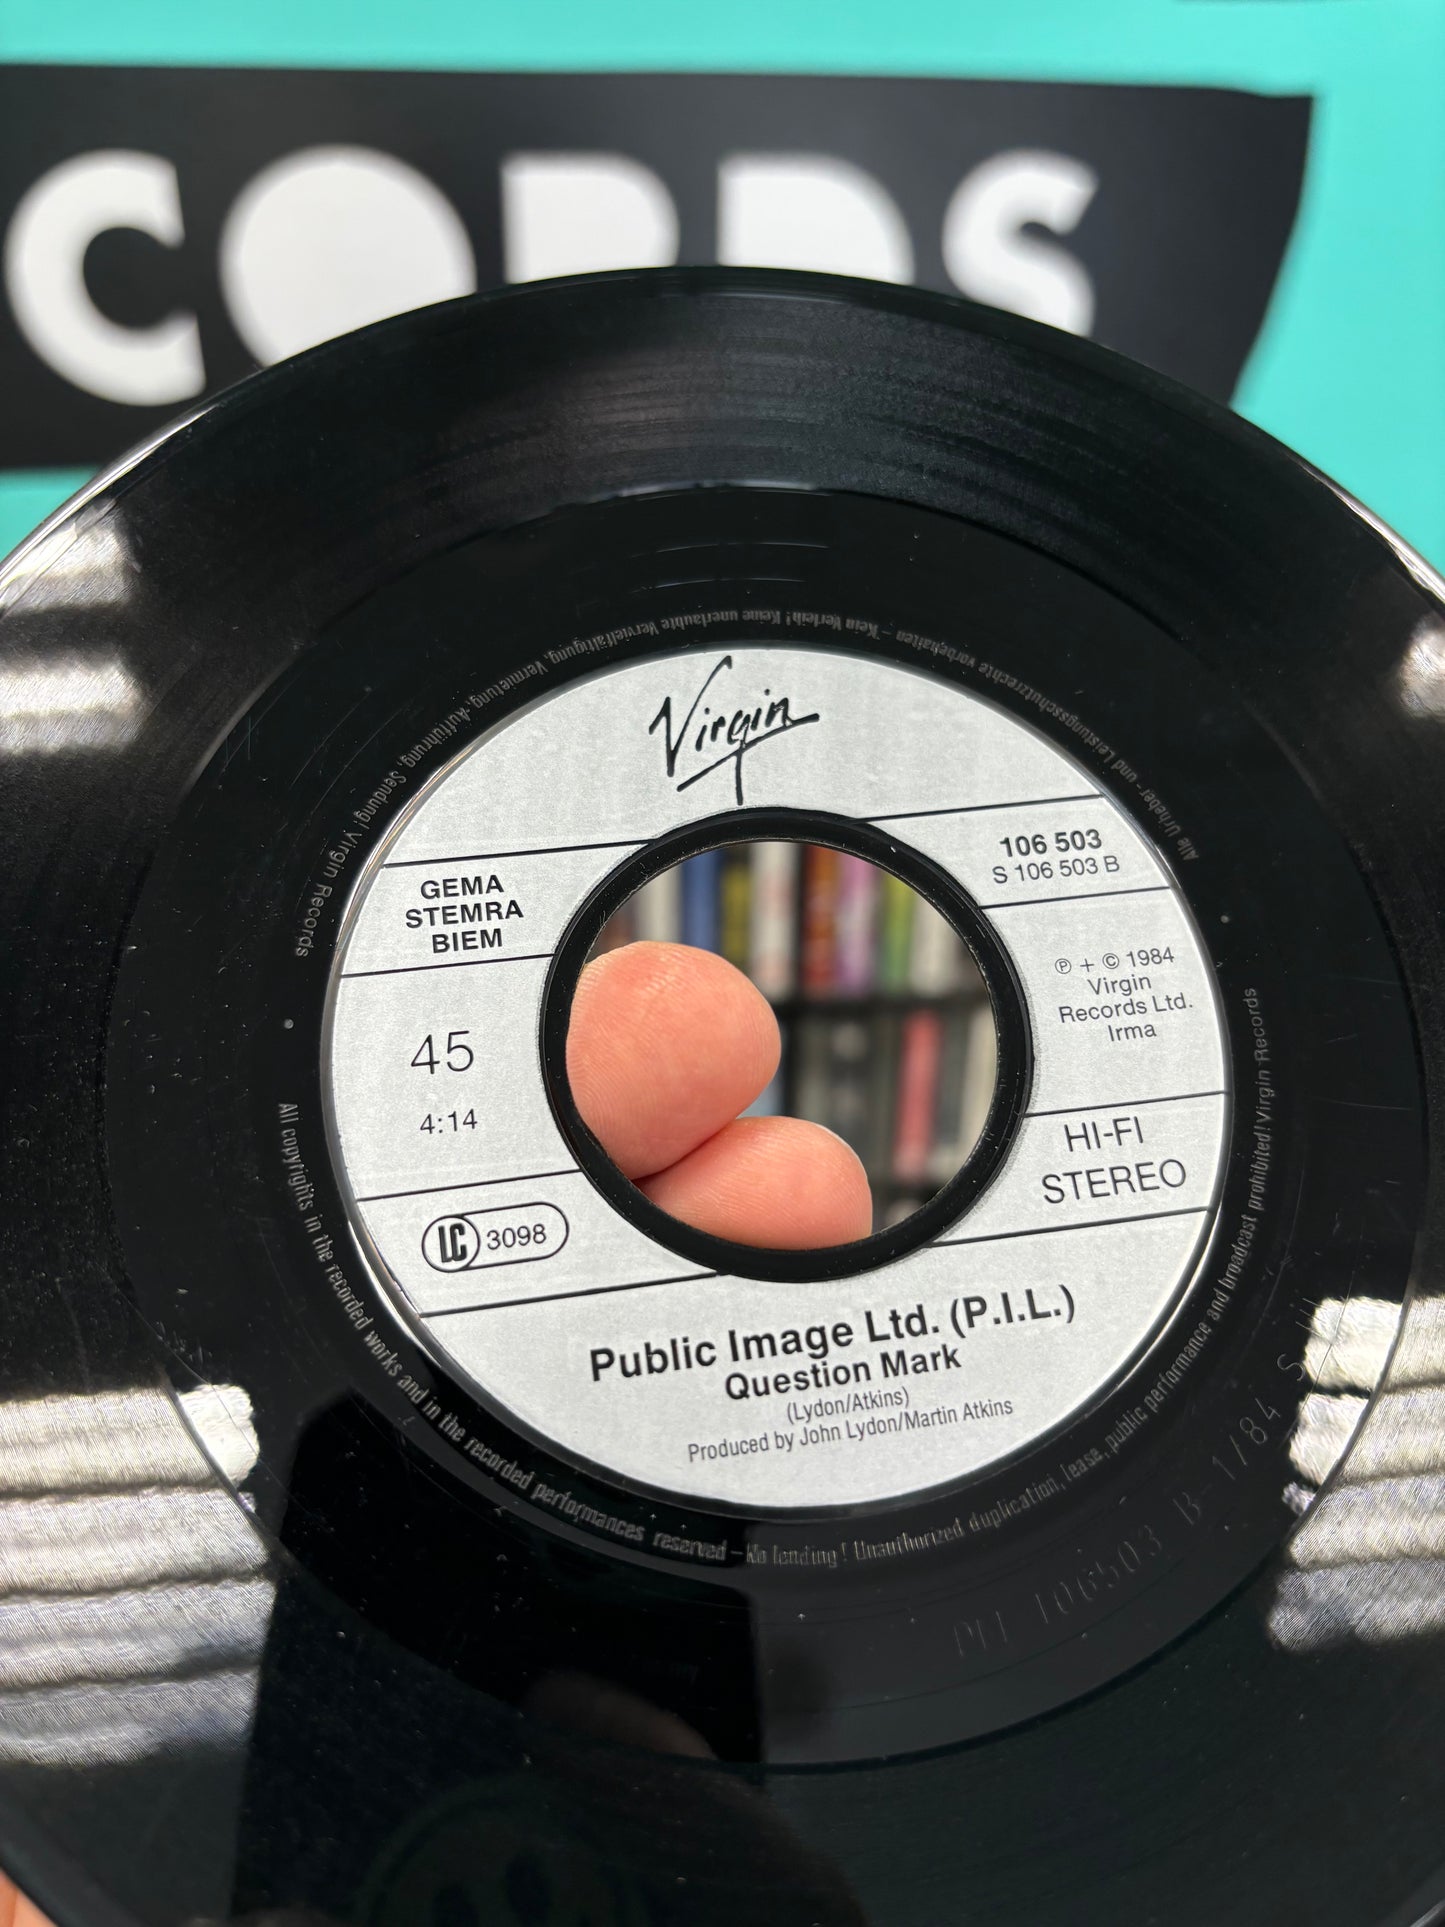 CORDS
Virgin
GEMA
STEMRA
BIEM
106 503
S 106 503 B
45
4:14
℗ + © 1984
Virgin
Records Ltd.
Irma
HI-FI
STEREO
LC 3098
Public Image Ltd. (P.I.L.)
Question Mark
(Lydon/Atkins)
Produced by John Lydon/Martin Atkins
Alle Urheber- und Leistungsschutzrechte vorbehalten – Kein Verleih! Keine unerlaubte Vervielfältigung, Vermietung, Aufführung, Sendung! Virgin Records
All copyrights in the recorded works and in the recorded performances reserved – No lending! Unauthorized duplication, lease, public performance and broadcast prohibited! Virgin Records
106503 B-1/84 S